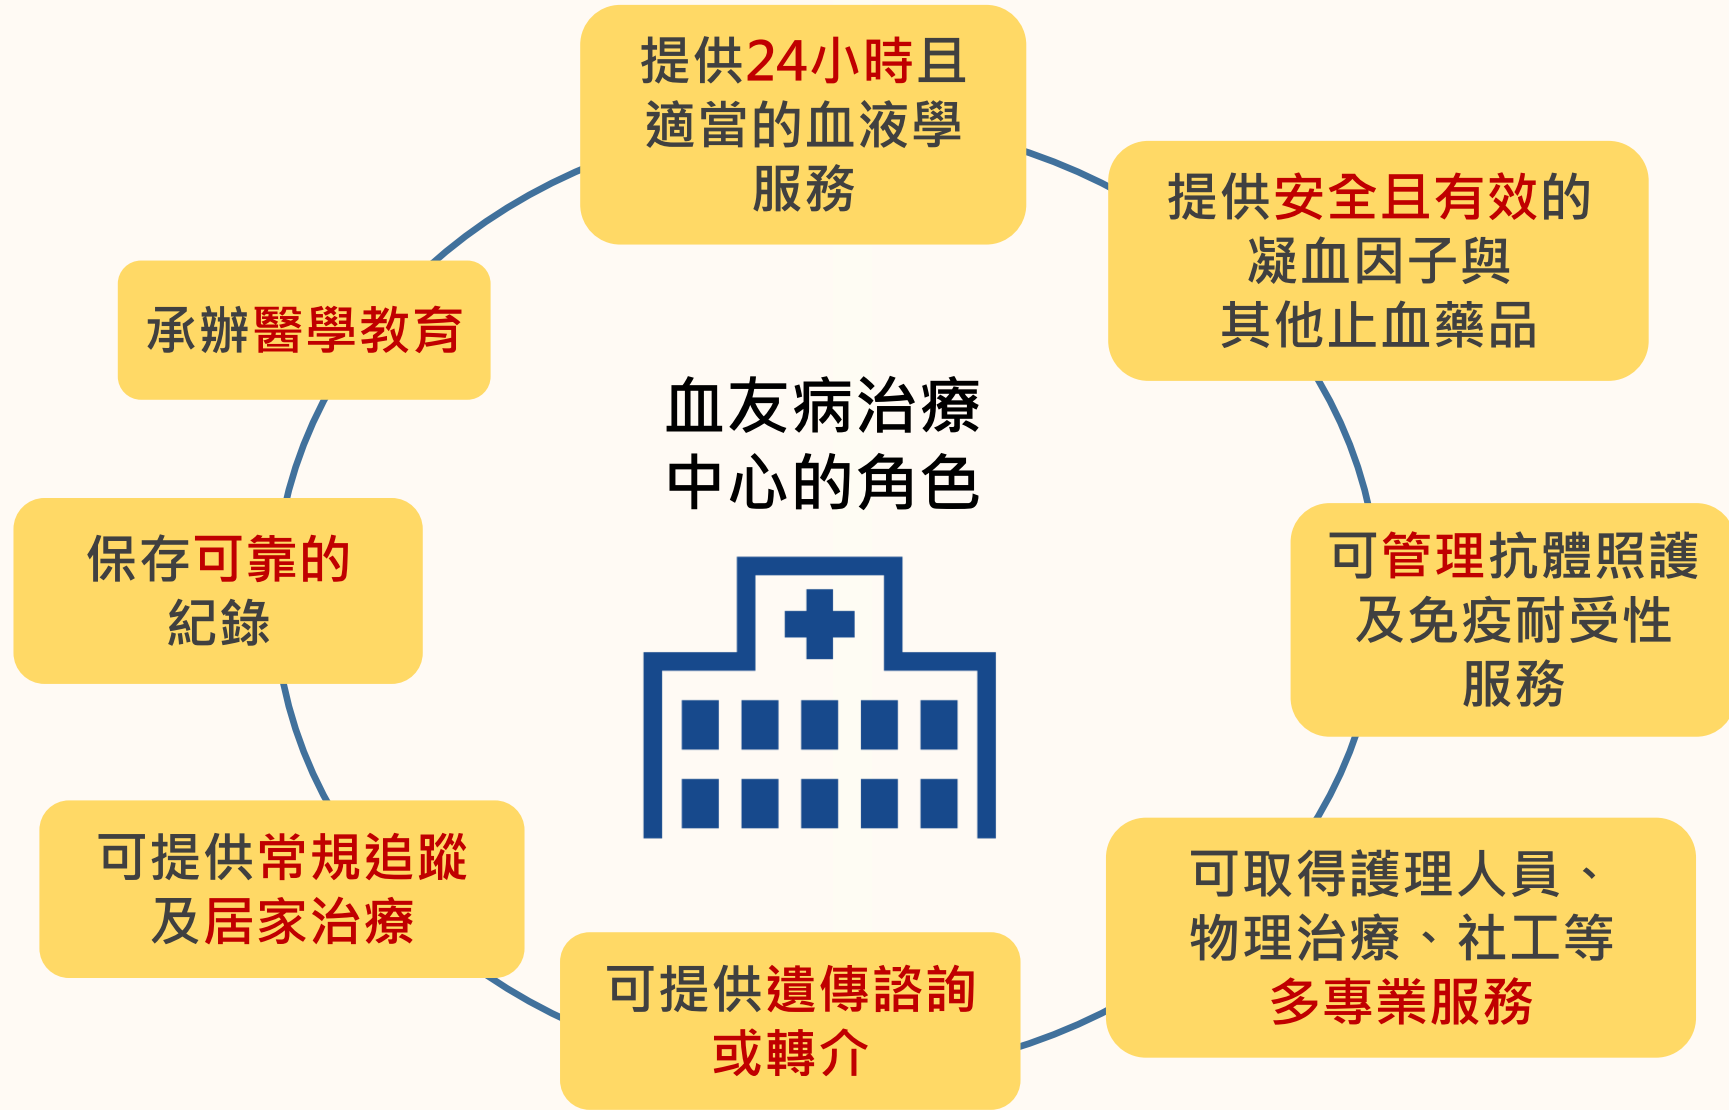 提供24小時且
適當的血液學
服務
提供安全且有效的
凝血因子與
其他止血藥品
可管理抗體照護
及免疫耐受性
服務
可取得護理人員、
物理治療、社工等
多專業服務
可提供遺傳諮詢
或轉介
可提供常規追蹤
及居家治療
保存可靠的
紀錄
承辦醫學教育
血友病治療
中心的角色